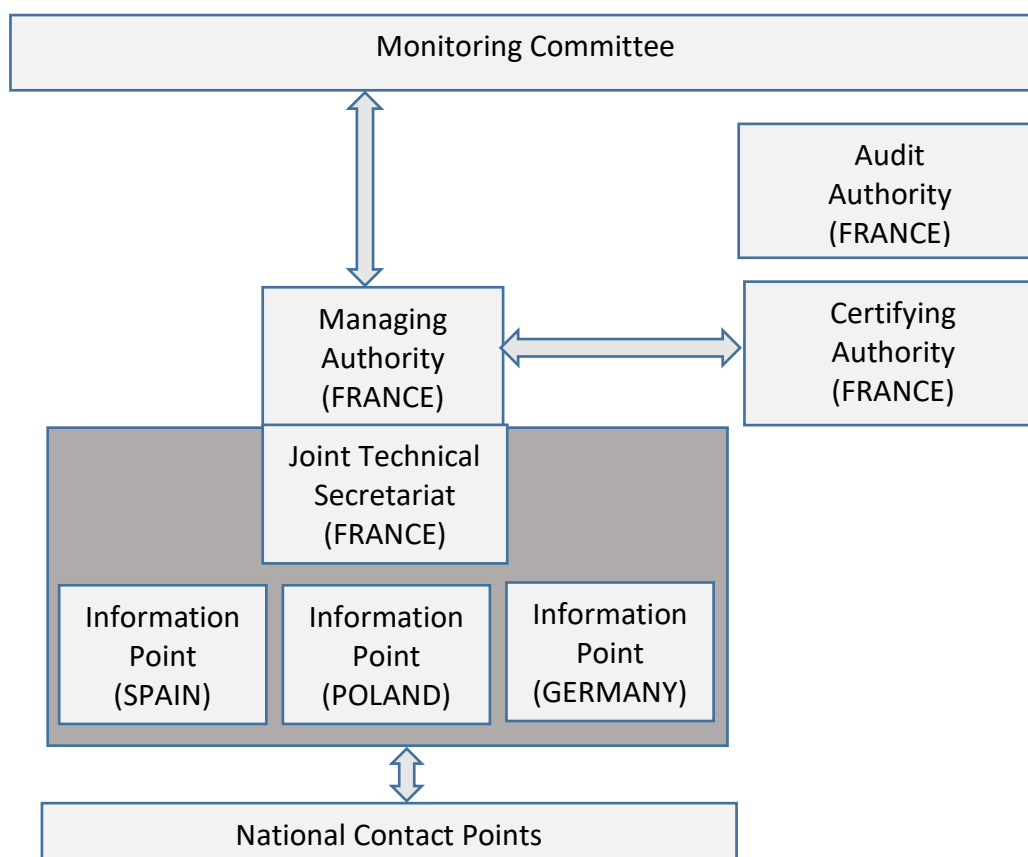 Monitoring Committee
Audit
Authority
(FRANCE)
Managing
Authority
(FRANCE)
Certifying
Authority
(FRANCE)
Joint Technical
Secretariat
(FRANCE)
Information
Point
(SPAIN)
Information
Point
(POLAND)
Information
Point
(GERMANY)
National Contact Points